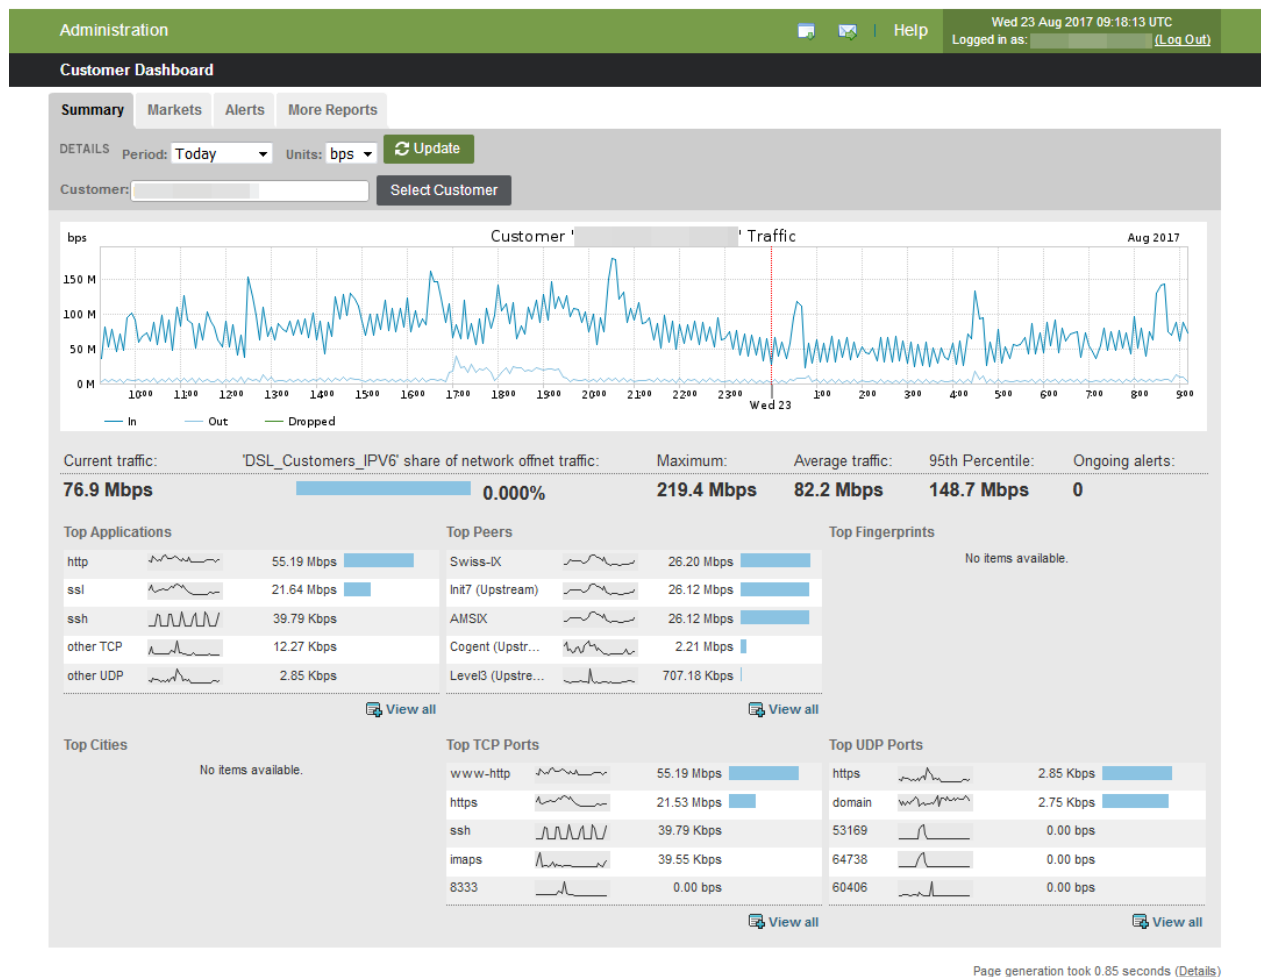 Administration
Help
Wed 23 Aug 2017 09:18:13 UTC
Logged in as: (Log Out)
Customer Dashboard
Summary Markets Alerts More Reports
DETAILS Period: Today Units: bps Update
Customer: Select Customer
bps Customer ' ' Traffic Aug 2017
150 M
100 M
50 M
0 M
10:00 11:00 12:00 13:00 14:00 15:00 16:00 17:00 18:00 19:00 20:00 21:00 22:00 23:00 1:00 2:00 3:00 4:00 5:00 6:00 7:00 8:00 9:00
Wed 23
In Out Dropped
Current traffic: 'DSL_Customers_IPV6' share of network offnet traffic: Maximum: Average traffic: 95th Percentile: Ongoing alerts:
76.9 Mbps 0.000% 219.4 Mbps 82.2 Mbps 148.7 Mbps 0
Top Applications
http 55.19 Mbps
ssl 21.64 Mbps
ssh 39.79 Kbps
other TCP 12.27 Kbps
other UDP 2.85 Kbps
View all
Top Peers
Swiss-IX 26.20 Mbps
Init7 (Upstream) 26.12 Mbps
AMSIX 26.12 Mbps
Cogent (Upstr... 2.21 Mbps
Level3 (Upstre... 707.18 Kbps
View all
Top Fingerprints
No items available.
Top Cities
No items available.
Top TCP Ports
www-http 55.19 Mbps
https 21.53 Mbps
ssh 39.79 Kbps
imaps 39.55 Kbps
8333 0.00 bps
View all
Top UDP Ports
https 2.85 Kbps
domain 2.75 Kbps
53169 0.00 bps
64738 0.00 bps
60406 0.00 bps
View all
Page generation took 0.85 seconds (Details)